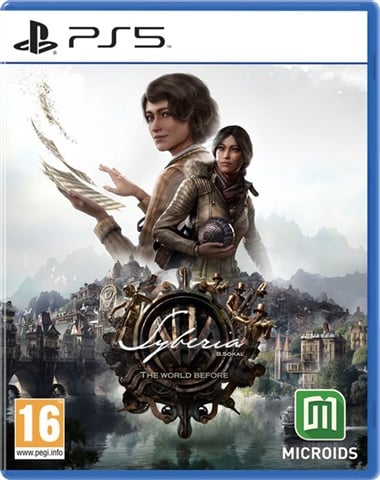 PS5
Syberia
B.SOKAL
THE WORLD BEFORE
16
www.pegi.info
MICROIDS